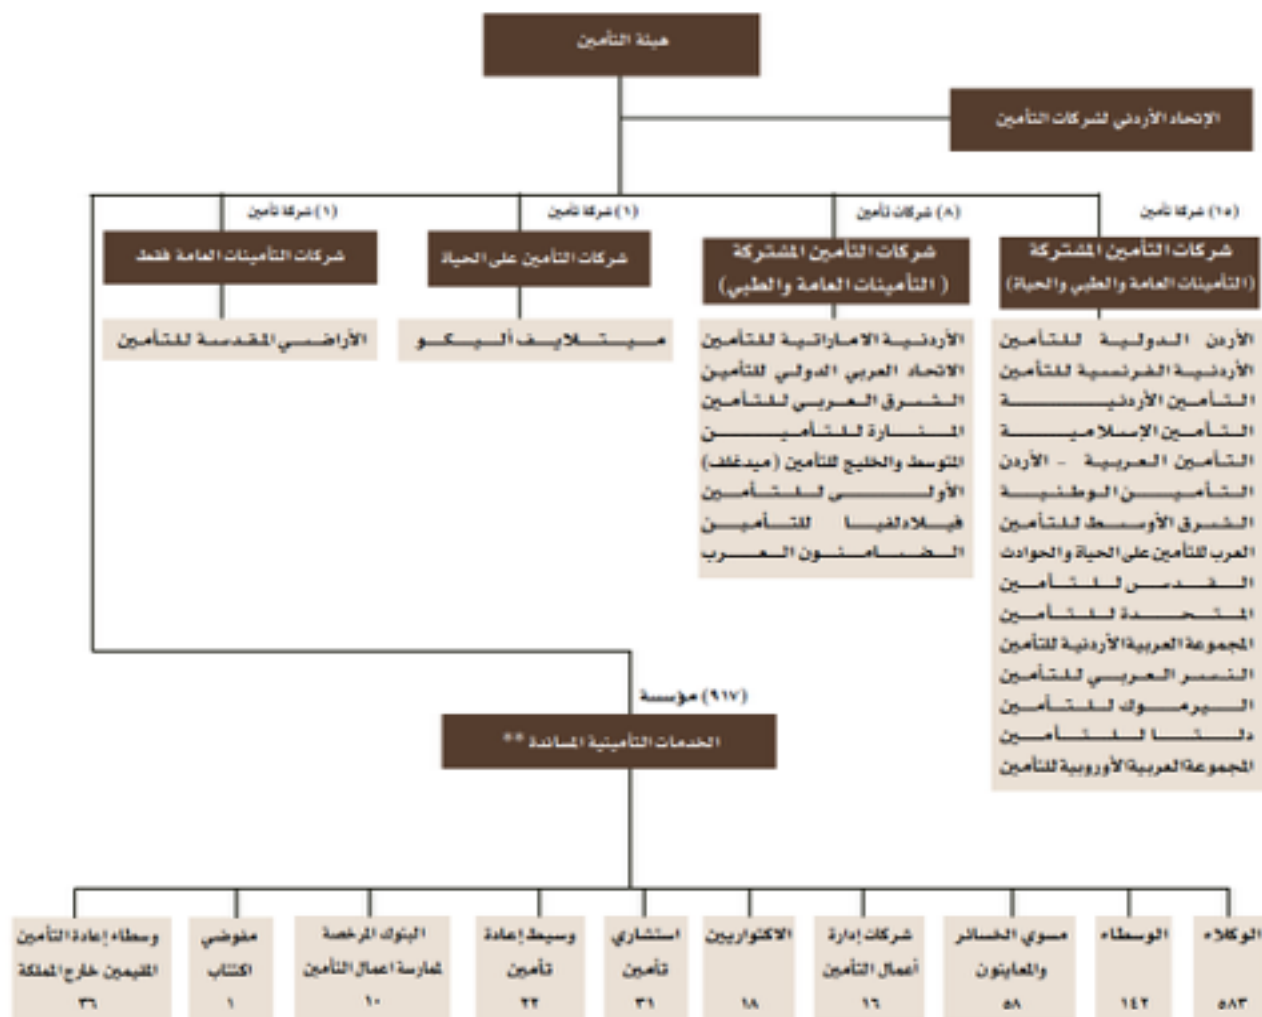 هيئة التأمين
الإتحاد الأردني لشركات التأمين
(١٥) شركة تأمين
شركات التأمين المشتركة
(التأمينات العامة والطبي والحياة)
الأردن الدولية للتأمين
الأردنية الفرنسية للتأمين
التأمين الأردنية
التأمين الإسلامية
التأمين العربية - الأردن
التأمين الوطنية
الشرق الأوسط للتأمين
العرب للتأمين على الحياة والحوادث
القدس للتأمين
المتحدة للتأمين
المجموعة العربية الأردنية للتأمين
النسر العربي للتأمين
اليرموك للتأمين
دلتا للتأمين
المجموعة العربية الأوروبية للتأمين
(٨) شركات تأمين
شركات التأمين المشتركة
(التأمينات العامة والطبي)
الأردنية الاماراتية للتأمين
الاتحاد العربي الدولي للتأمين
الشرق العربي للتأمين
المنارة للتأمين
المتوسط والخليج للتأمين (ميدغلف)
الأولى للتأمين
فيلادلفيا للتأمين
الضامنون العرب
(١) شركة تأمين
شركات التأمين على الحياة
ميتلايف أليكو
(١) شركة تأمين
شركات التأمينات العامة فقط
الأراضي المقدسة للتأمين
(٩١٧) مؤسسة
الخدمات التأمينية المساندة **
الوكلاء
٥٨٣
الوسطاء
١٤٢
مسوي الخسائر
والمعاينون
٥٨
شركات إدارة
أعمال التأمين
١٦
الاكتواريين
١٨
استشاري
تأمين
٣١
وسيط إعادة
تأمين
٢٢
البنوك المرخصة
لممارسة اعمال التأمين
١٠
مفوضي
اكتتاب
١
وسطاء إعادة التأمين
المقيمين خارج المملكة
٣٦